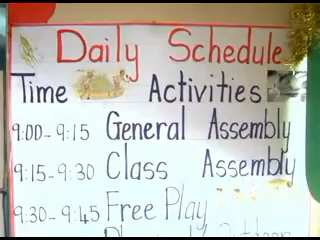 Daily Schedule
Time Activities
9:00-9:15 General Assembly
9:15-9:30 Class Assembly
9:30-9:45 Free Play